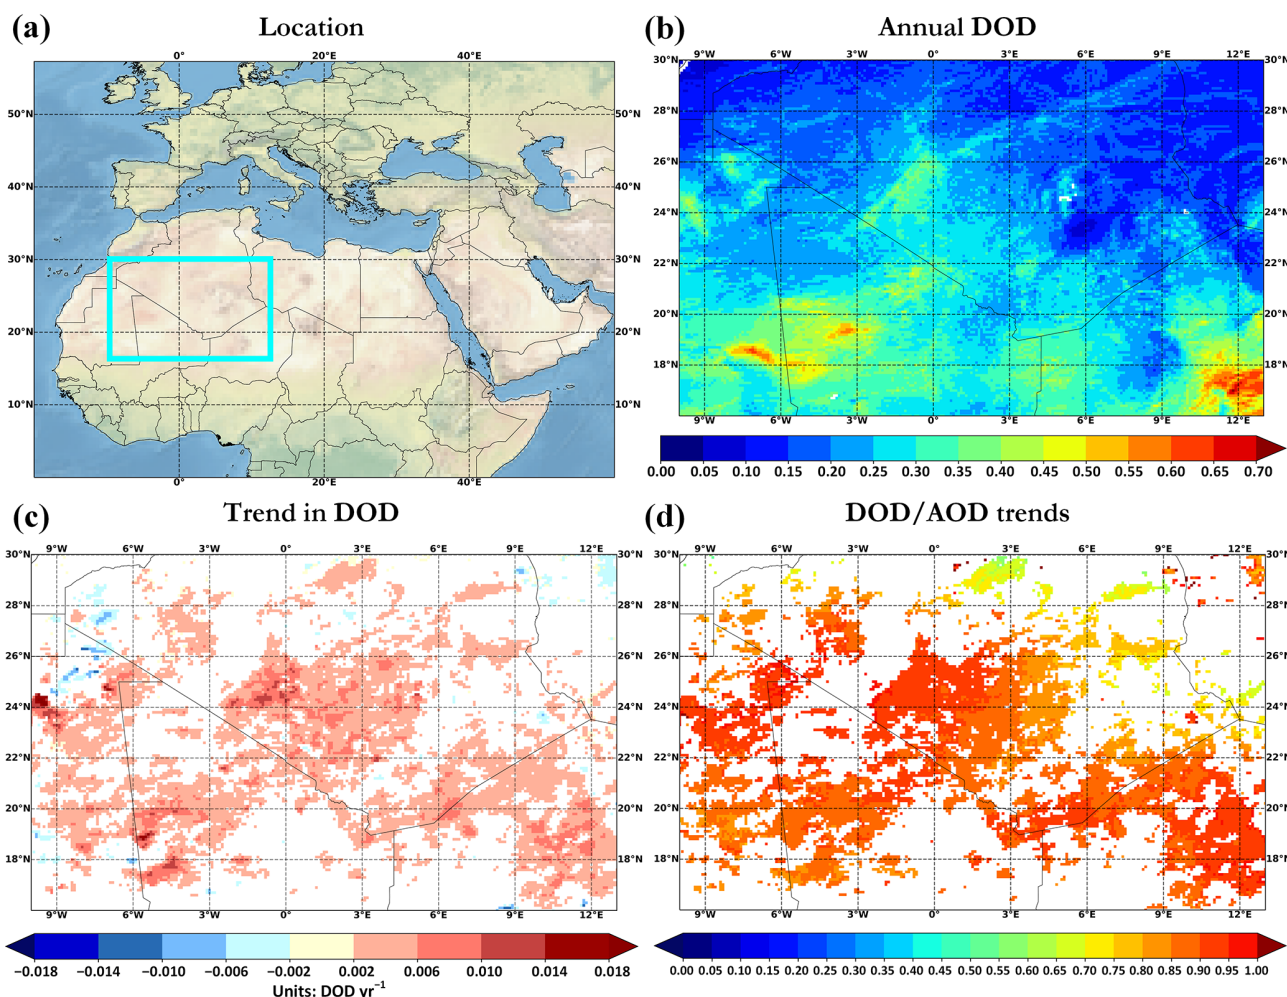 (a) Location
0° 20°E 40°E
50°N 50°N
40°N 40°N
30°N 30°N
20°N 20°N
10°N 10°N
0° 20°E 40°E
(b) Annual DOD
9°W 6°W 3°W 0° 3°E 6°E 9°E 12°E
30°N 30°N
28°N 28°N
26°N 26°N
24°N 24°N
22°N 22°N
20°N 20°N
18°N 18°N
9°W 6°W 3°W 0° 3°E 6°E 9°E 12°E
0.00 0.05 0.10 0.15 0.20 0.25 0.30 0.35 0.40 0.45 0.50 0.55 0.60 0.65 0.70
(c) Trend in DOD
9°W 6°W 3°W 0° 3°E 6°E 9°E 12°E
30°N 30°N
28°N 28°N
26°N 26°N
24°N 24°N
22°N 22°N
20°N 20°N
18°N 18°N
9°W 6°W 3°W 0° 3°E 6°E 9°E 12°E
−0.018 −0.014 −0.010 −0.006 −0.002 0.002 0.006 0.010 0.014 0.018
Units: DOD yr⁻¹
(d) DOD/AOD trends
9°W 6°W 3°W 0° 3°E 6°E 9°E 12°E
30°N 30°N
28°N 28°N
26°N 26°N
24°N 24°N
22°N 22°N
20°N 20°N
18°N 18°N
9°W 6°W 3°W 0° 3°E 6°E 9°E 12°E
0.00 0.05 0.10 0.15 0.20 0.25 0.30 0.35 0.40 0.45 0.50 0.55 0.60 0.65 0.70 0.75 0.80 0.85 0.90 0.95 1.00